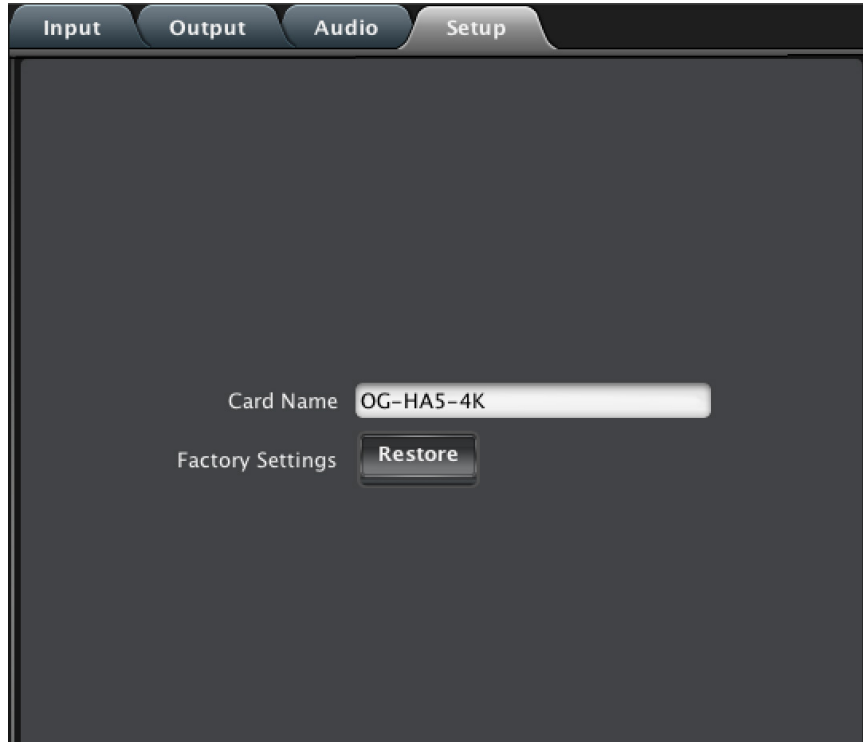 Input Output Audio Setup
Card Name OG-HA5-4K
Factory Settings Restore